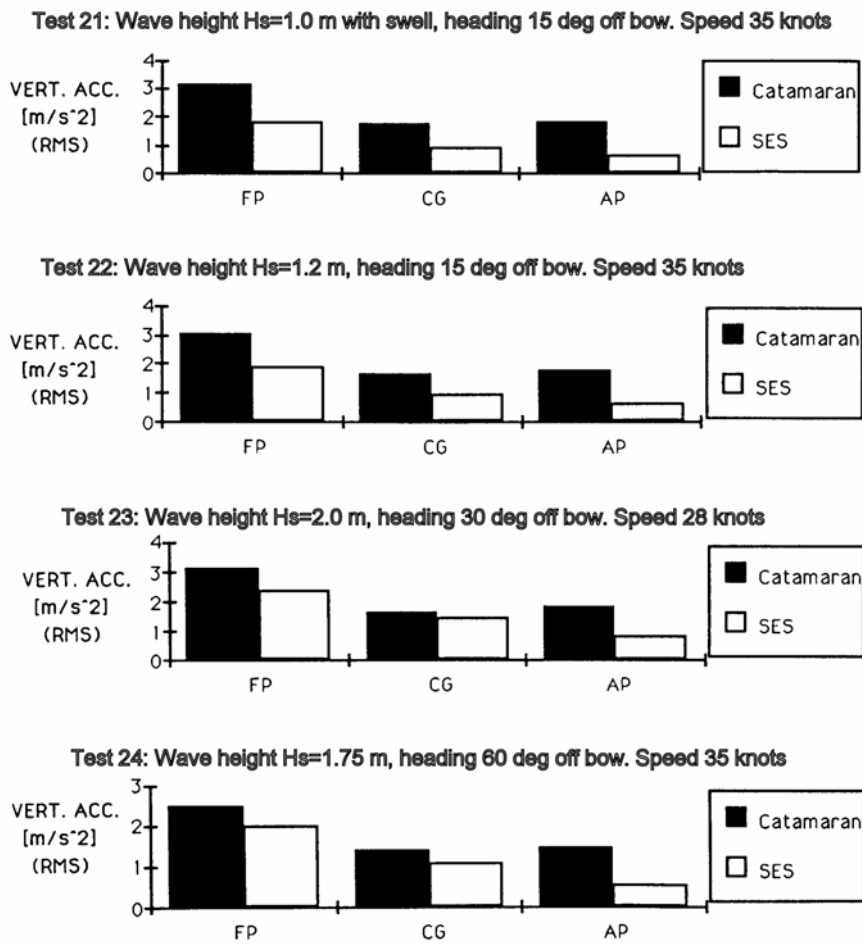 Test 21: Wave height Hs=1.0 m with swell, heading 15 deg off bow. Speed 35 knots
VERT. ACC.
[m/s^2]
(RMS)
4
3
2
1
0
FP
CG
AP
Catamaran
SES
Test 22: Wave height Hs=1.2 m, heading 15 deg off bow. Speed 35 knots
VERT. ACC.
[m/s^2]
(RMS)
4
3
2
1
0
FP
CG
AP
Catamaran
SES
Test 23: Wave height Hs=2.0 m, heading 30 deg off bow. Speed 28 knots
VERT. ACC.
[m/s^2]
(RMS)
4
3
2
1
0
FP
CG
AP
Catamaran
SES
Test 24: Wave height Hs=1.75 m, heading 60 deg off bow. Speed 35 knots
VERT. ACC.
[m/s^2]
(RMS)
3
2
1
0
FP
CG
AP
Catamaran
SES